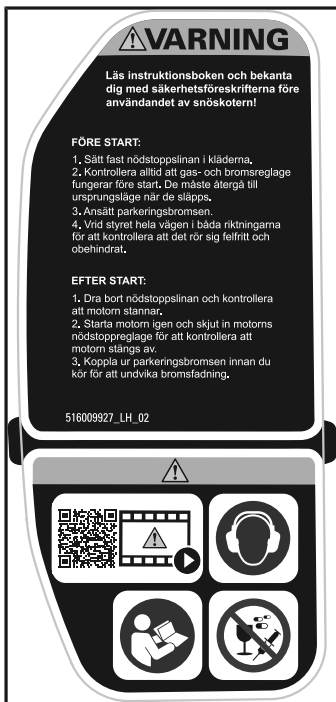 VARNING
Läs instruktionsboken och bekanta
dig med säkerhetsföreskrifterna före
användandet av snöskotern!
FÖRE START:
1. Sätt fast nödstoppslinan i kläderna.
2. Kontrollera alltid att gas- och bromsreglage
fungerar före start. De måste återgå till
ursprungsläge när de släpps.
3. Ansätt parkeringsbromsen.
4. Vrid styret hela vägen i båda riktningarna
för att kontrollera att det rör sig felfritt och
obehindrat.
EFTER START:
1. Dra bort nödstoppslinan och kontrollera
att motorn stannar.
2. Starta motorn igen och skjut in motorns
nödstoppreglage för att kontrollera att
motorn stängs av.
3. Koppla ur parkeringsbromsen innan du
kör för att undvika bromsfadning.
516009927_LH_02